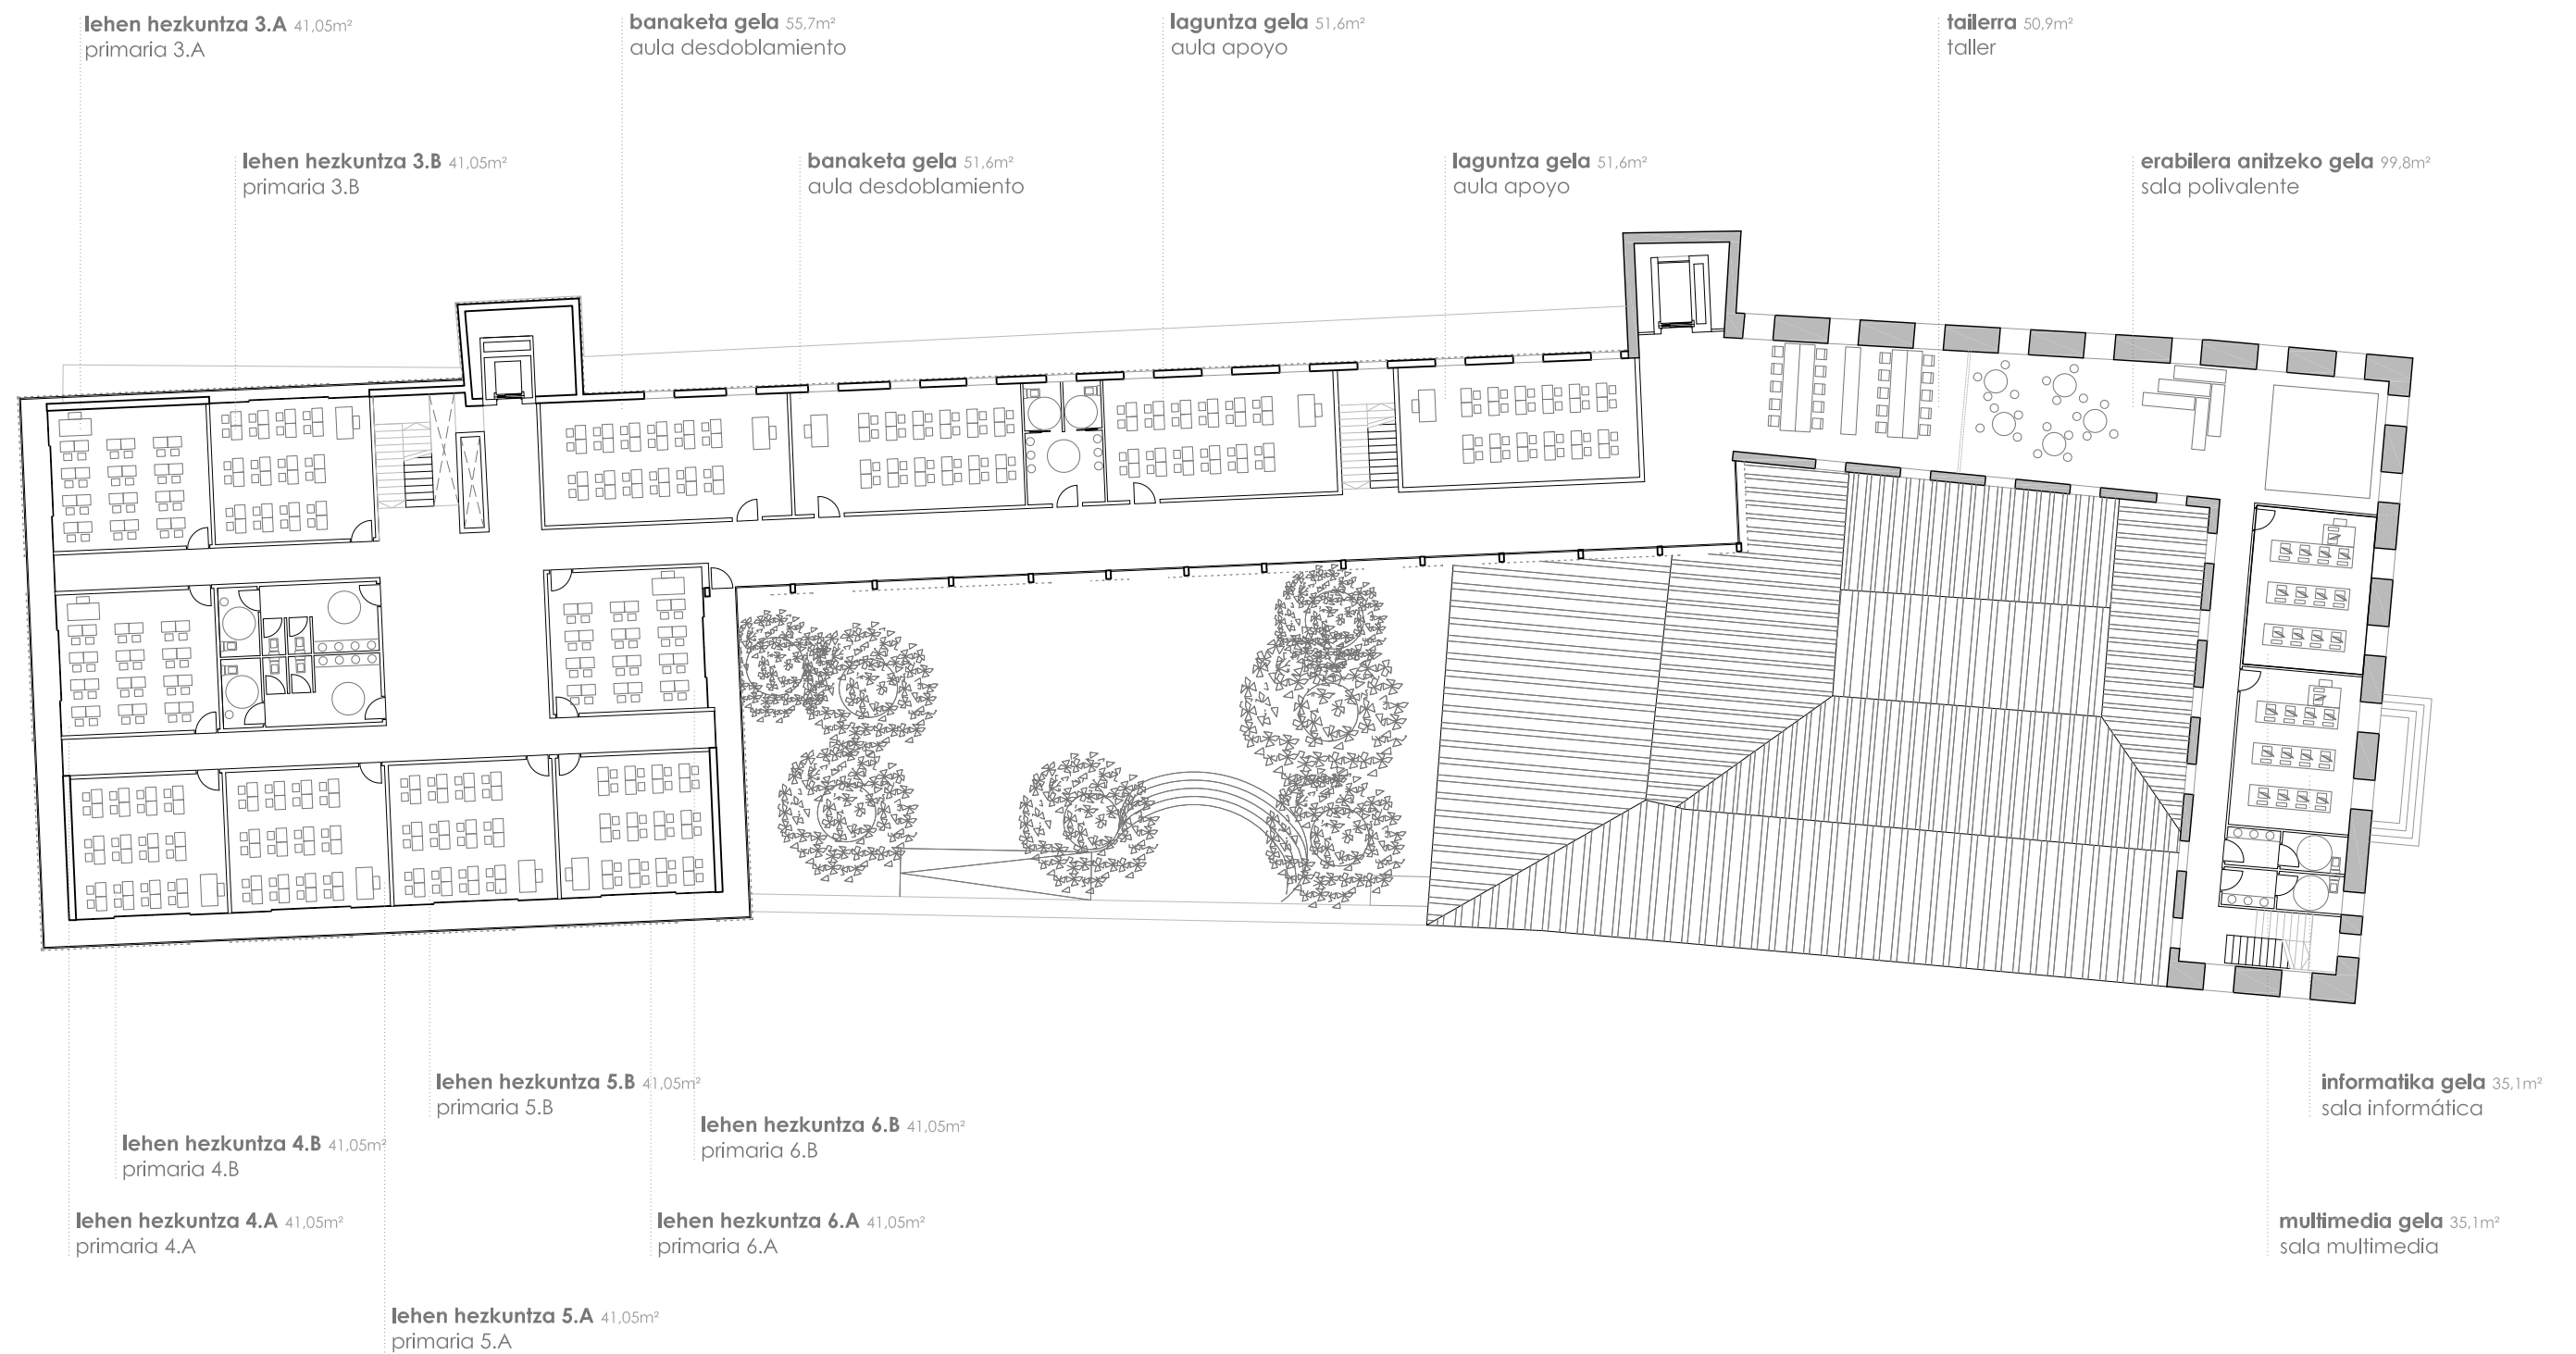 lehen hezkuntza 3.A 41,05m²
primaria 3.A
banaketa gela 55,7m²
aula desdoblamiento
laguntza gela 51,6m²
aula apoyo
tailerra 50,9m²
taller
lehen hezkuntza 3.B 41,05m²
primaria 3.B
banaketa gela 51,6m²
aula desdoblamiento
laguntza gela 51,6m²
aula apoyo
erabilera anitzeko gela 99,8m²
sala polivalente
lehen hezkuntza 5.B 41,05m²
primaria 5.B
informatika gela 35,1m²
sala informática
lehen hezkuntza 6.B 41,05m²
primaria 6.B
lehen hezkuntza 4.B 41,05m²
primaria 4.B
lehen hezkuntza 4.A 41,05m²
primaria 4.A
lehen hezkuntza 6.A 41,05m²
primaria 6.A
multimedia gela 35,1m²
sala multimedia
lehen hezkuntza 5.A 41,05m²
primaria 5.A